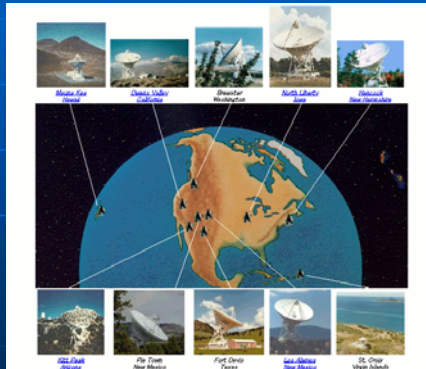 Mauna Kea
Hawaii
Owens Valley
California
Brewster
Washington
North Liberty
Iowa
Hancock
New Hampshire
Kitt Peak
Arizona
Pie Town
New Mexico
Fort Davis
Texas
Los Alamos
New Mexico
St. Croix
Virgin Islands